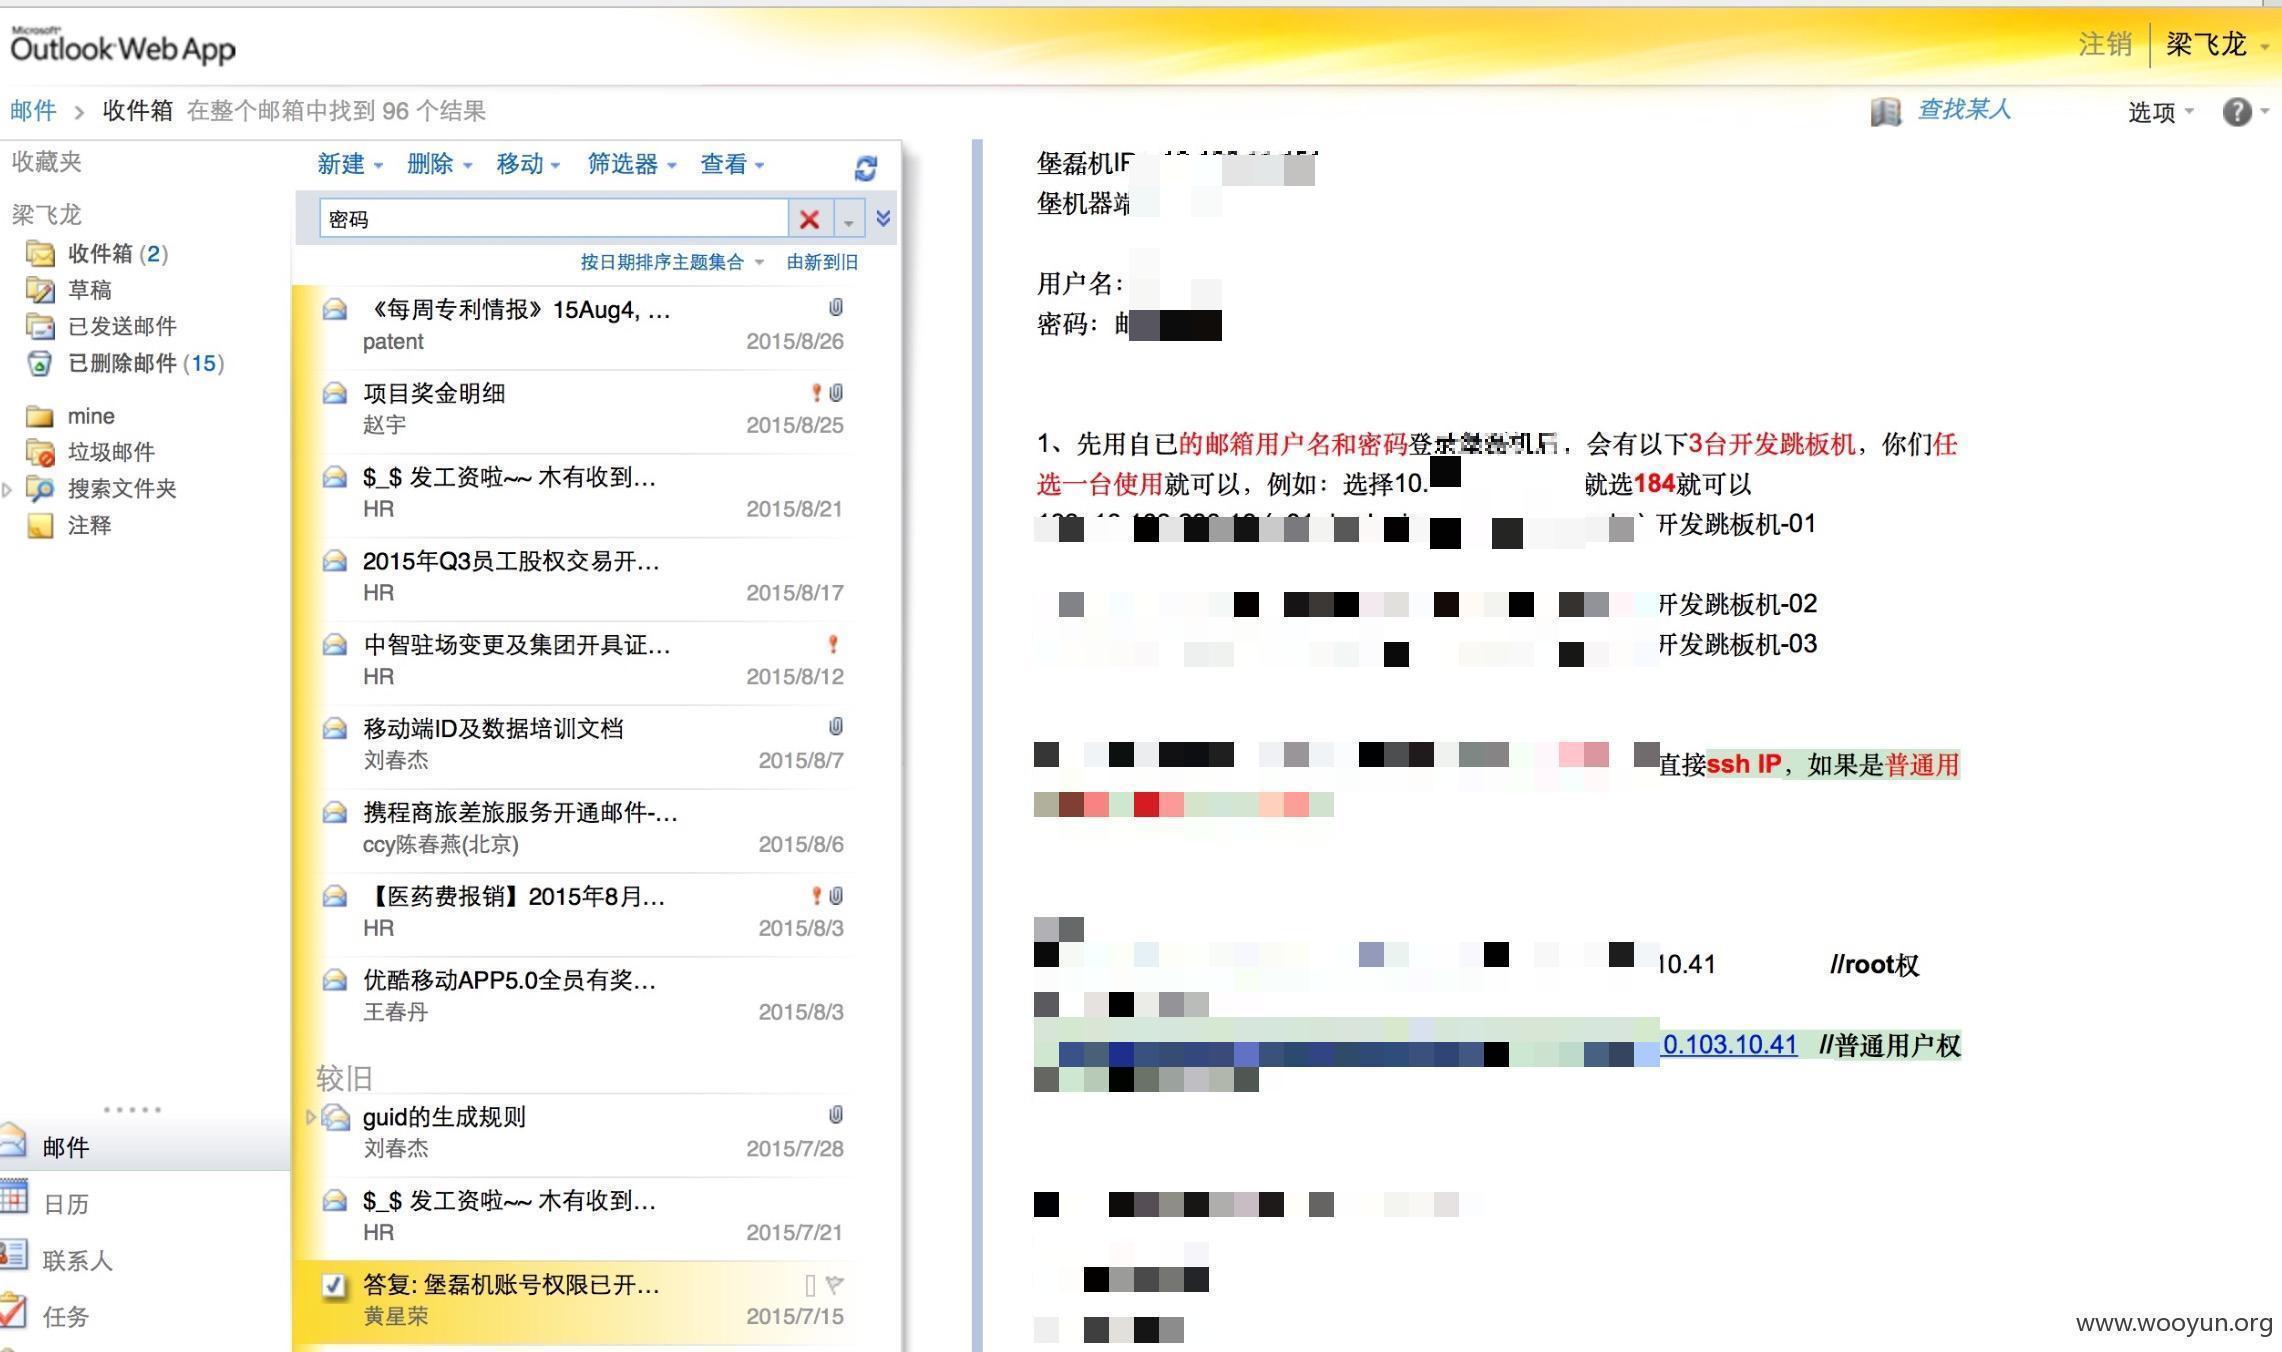 Microsoft
Outlook Web App
注销 梁飞龙
邮件 > 收件箱 在整个邮箱中找到 96 个结果
查找某人 选项
收藏夹
梁飞龙
收件箱 (2)
草稿
已发送邮件
已删除邮件 (15)
mine
垃圾邮件
搜索文件夹
注释
邮件
日历
联系人
任务
新建 删除 移动 筛选器 查看
密码
按日期排序主题集合 由新到旧
《每周专利情报》15Aug4, ...
patent 2015/8/26
项目奖金明细
赵宇 2015/8/25
$_$ 发工资啦~~ 木有收到...
HR 2015/8/21
2015年Q3员工股权交易开...
HR 2015/8/17
中智驻场变更及集团开具证...
HR 2015/8/12
移动端ID及数据培训文档
刘春杰 2015/8/7
携程商旅差旅服务开通邮件-...
ccy陈春燕(北京) 2015/8/6
【医药费报销】2015年8月...
HR 2015/8/3
优酷移动APP5.0全员有奖...
王春丹 2015/8/3
较旧
guid的生成规则
刘春杰 2015/7/28
$_$ 发工资啦~~ 木有收到...
HR 2015/7/21
答复: 堡磊机账号权限已开...
黄星荣 2015/7/15
堡磊机IP
堡机器端
用户名：
密码：
1、先用自已的邮箱用户名和密码登 ，会有以下3台开发跳板机，你们任
选一台使用就可以，例如：选择10. 就选184就可以
开发跳板机-01
开发跳板机-02
开发跳板机-03
直接ssh IP，如果是普通用
10.41 //root权
0.103.10.41 //普通用户权
www.wooyun.org